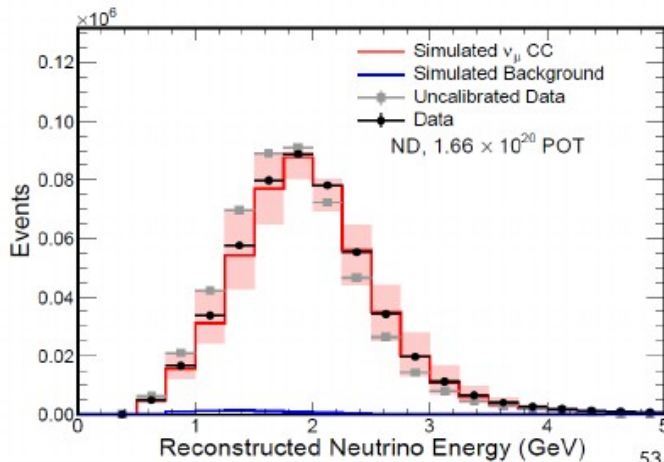 ×10⁶
0.12
0.10
0.08
0.06
0.04
0.02
0.00
Events
Simulated νμ CC
Simulated Background
Uncalibrated Data
Data
ND, 1.66 × 10²⁰ POT
0 1 2 3 4 5
Reconstructed Neutrino Energy (GeV)
53